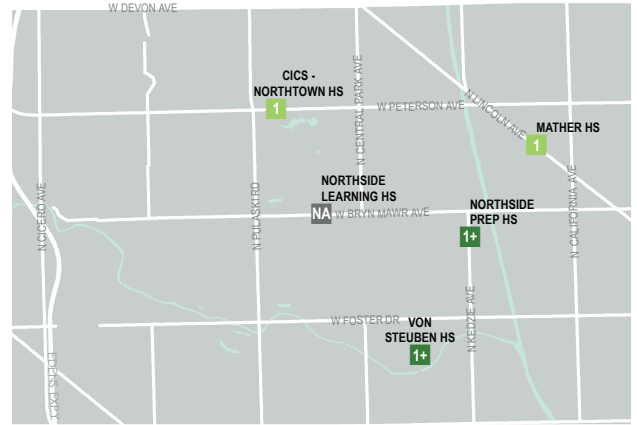 W DEVON AVE
CICS -
NORTHTOWN HS
1
W PETERSON AVE
N LINCOLN AVE
N CENTRAL PARK AVE
MATHER HS
1
NORTHSIDE
LEARNING HS
NA
W BRYN MAWR AVE
NORTHSIDE
PREP HS
1+
N CICERO AVE
N PULASKI RD
N CALIFORNIA AVE
W FOSTER DR
VON
STEUBEN HS
1+
N KEDZIE AVE
EDENS EXPY